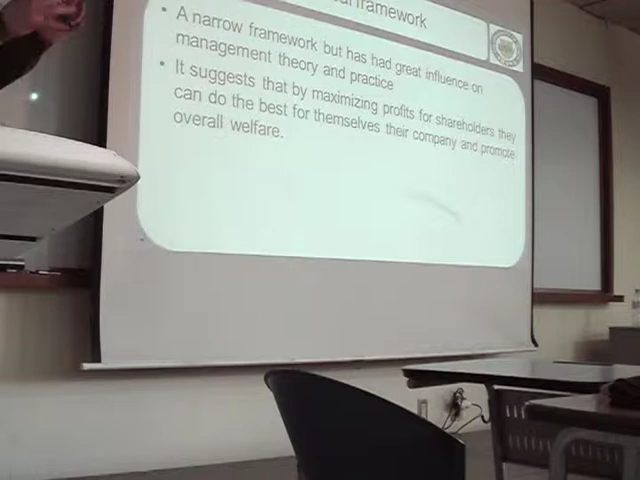 framework
• A narrow framework but has had great influence on
management theory and practice
• It suggests that by maximizing profits for shareholders they
can do the best for themselves their company and promote
overall welfare.